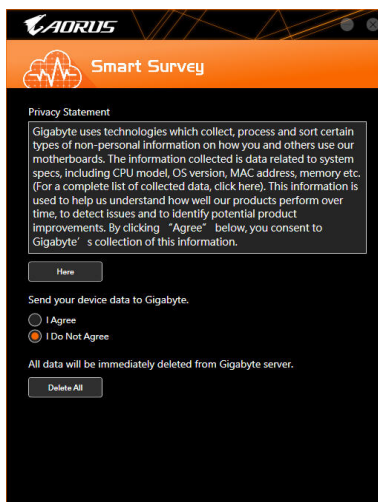 AORUS
Smart Survey
Privacy Statement
Gigabyte uses technologies which collect, process and sort certain
types of non-personal information on how you and others use our
motherboards. The information collected is data related to system
specs, including CPU model, OS version, MAC address, memory etc.
(For a complete list of collected data, click here). This information is
used to help us understand how well our products perform over
time, to detect issues and to identify potential product
improvements. By clicking “Agree” below, you consent to
Gigabyte’s collection of this information.
Here
Send your device data to Gigabyte.
I Agree
I Do Not Agree
All data will be immediately deleted from Gigabyte server.
Delete All